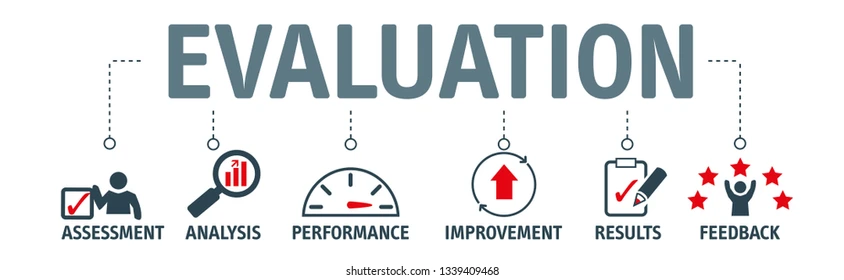 EVALUATION
ASSESSMENT
ANALYSIS
PERFORMANCE
IMPROVEMENT
RESULTS
FEEDBACK
shutterstock.com · 1339409468